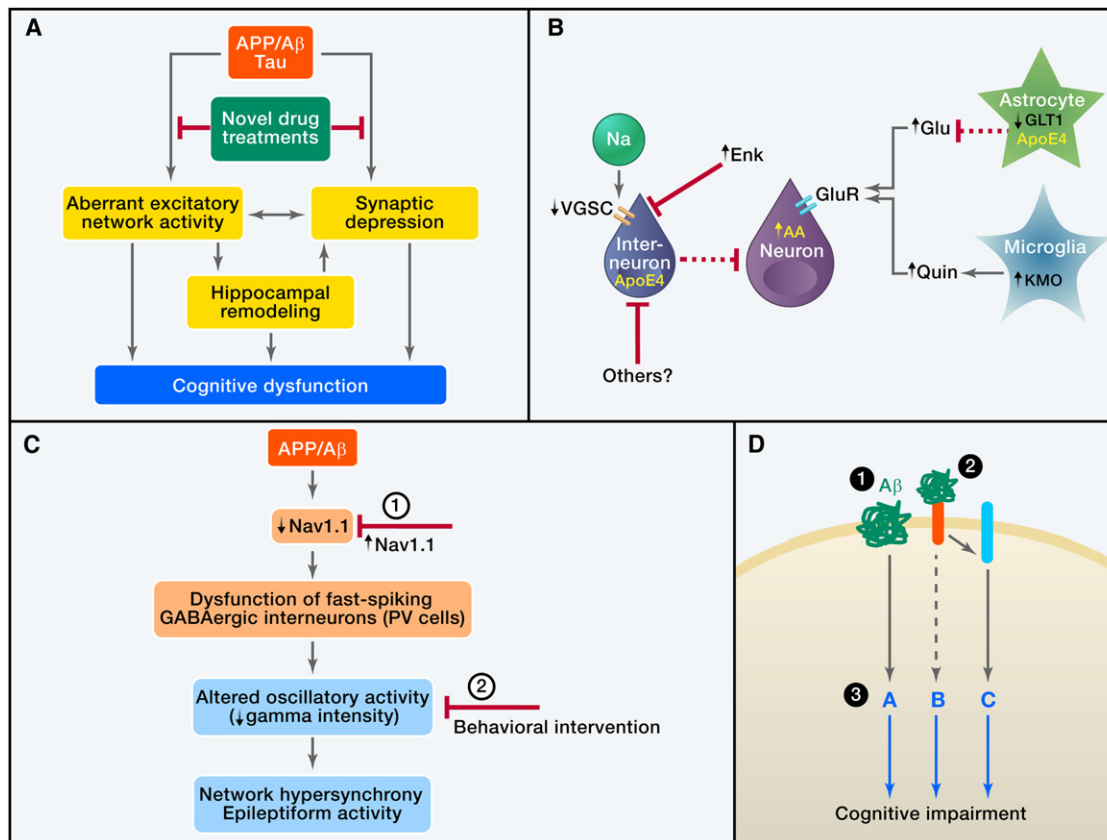 A
APP/Aβ
Tau
Novel drug
treatments
Aberrant excitatory
network activity
Synaptic
depression
Hippocampal
remodeling
Cognitive dysfunction
B
Na
↓VGSC
Inter-
neuron
ApoE4
↑Enk
Others?
↑AA
Neuron
GluR
↑Glu
Astrocyte
↓GLT1
ApoE4
↑Quin
Microglia
↑KMO
C
APP/Aβ
↓Nav1.1
1
↑Nav1.1
Dysfunction of fast-spiking
GABAergic interneurons (PV cells)
Altered oscillatory activity
(↓gamma intensity)
2
Behavioral intervention
Network hypersynchrony
Epileptiform activity
D
1 Aβ
2
3 A B C
Cognitive impairment